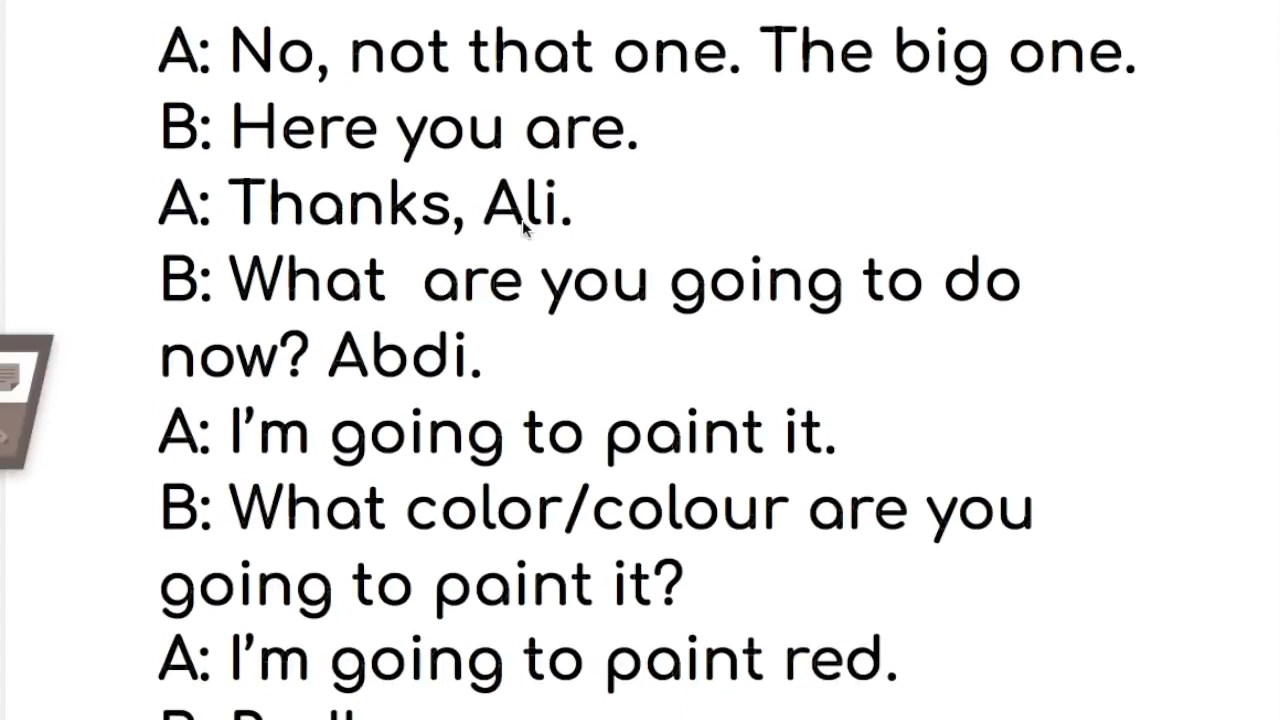 A: No, not that one. The big one.
B: Here you are.
A: Thanks, Ali.
B: What  are you going to do
now? Abdi.
A: I’m going to paint it.
B: What color/colour are you
going to paint it?
A: I’m going to paint red.